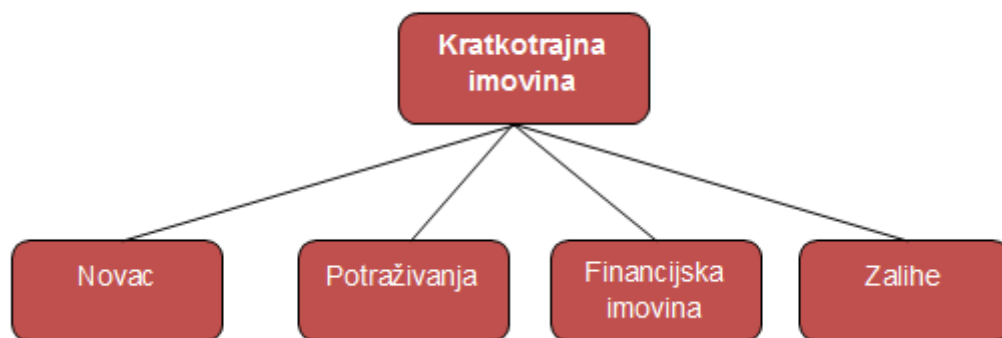 Kratkotrajna
imovina
Novac
Potraživanja
Financijska
imovina
Zalihe